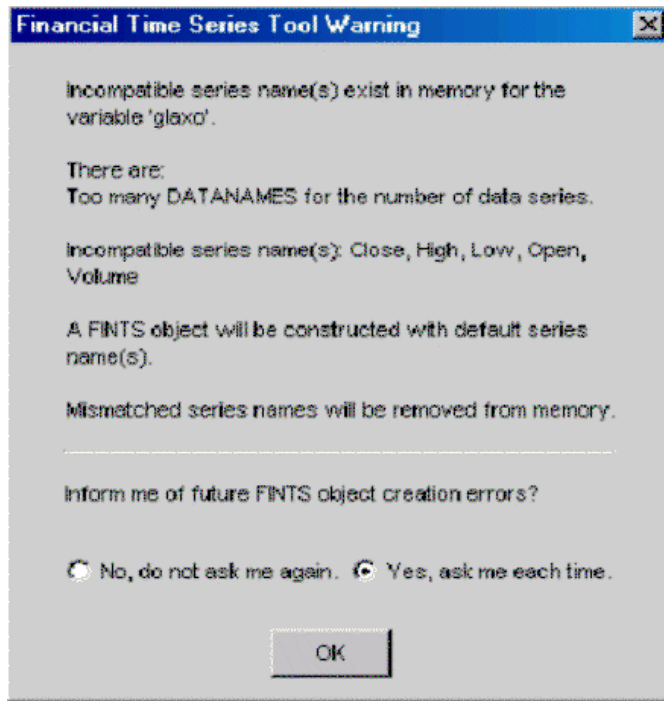 Financial Time Series Tool Warning
Incompatible series name(s) exist in memory for the
variable 'glaxo'.
There are:
Too many DATANAMES for the number of data series.
Incompatible series name(s): Close, High, Low, Open,
Volume
A FINTS object will be constructed with default series
name(s).
Mismatched series names will be removed from memory.
Inform me of future FINTS object creation errors?
No, do not ask me again. Yes, ask me each time.
OK